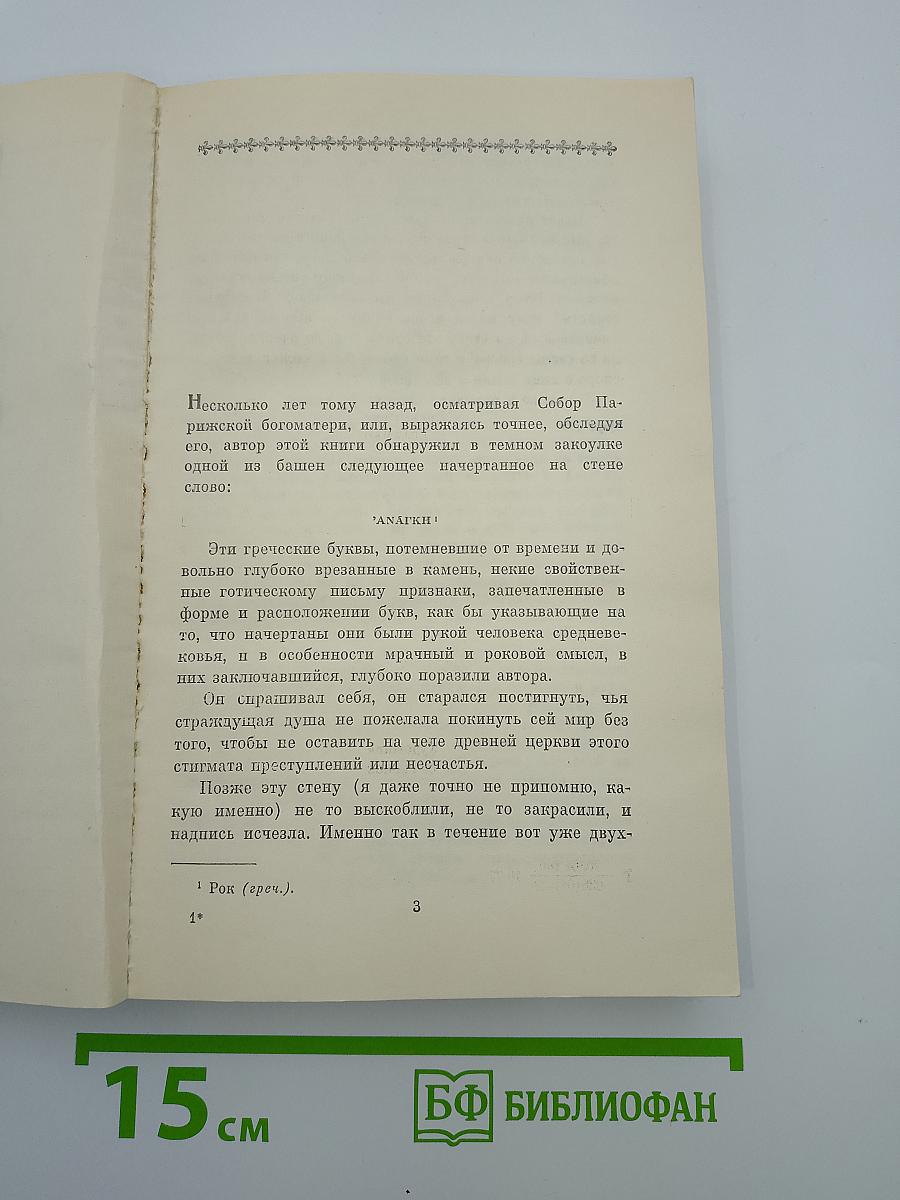 Несколько лет тому назад, осматривая Собор Па-
рижской богоматери, или, выражаясь точнее, обследуя
его, автор этой книги обнаружил в темном закоулке
одной из башен следующее начертанное на стене
слово:
’ΑΝΆΓΚΗ ¹
Эти греческие буквы, потемневшие от времени и до-
вольно глубоко врезанные в камень, некие свойствен-
ные готическому письму признаки, запечатленные в
форме и расположении букв, как бы указывающие на
то, что начертаны они были рукой человека средневе-
ковья, и в особенности мрачный и роковой смысл, в
них заключавшийся, глубоко поразили автора.
Он спрашивал себя, он старался постигнуть, чья
страждущая душа не пожелала покинуть сей мир без
того, чтобы не оставить на челе древней церкви этого
стигмата преступлений или несчастья.
Позже эту стену (я даже точно не припомню, ка-
кую именно) не то выскоблили, не то закрасили, и
надпись исчезла. Именно так в течение вот уже двух-
¹ Рок (греч.).
3
1*
15 см
БФ БИБЛИОФАН